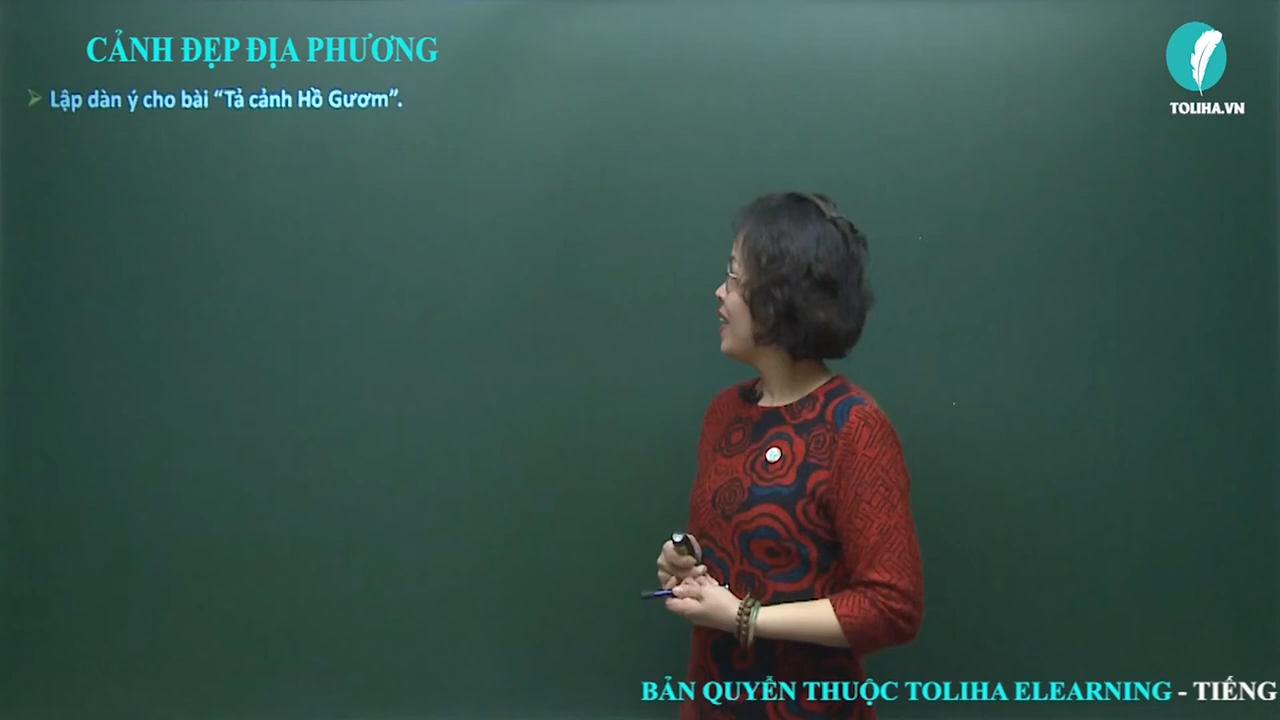 CẢNH ĐẸP ĐỊA PHƯƠNG
Lập dàn ý cho bài “Tả cảnh Hồ Gươm”.
TOLIHA.VN
BẢN QUYỀN THUỘC TOLIHA ELEARNING - TIẾNG